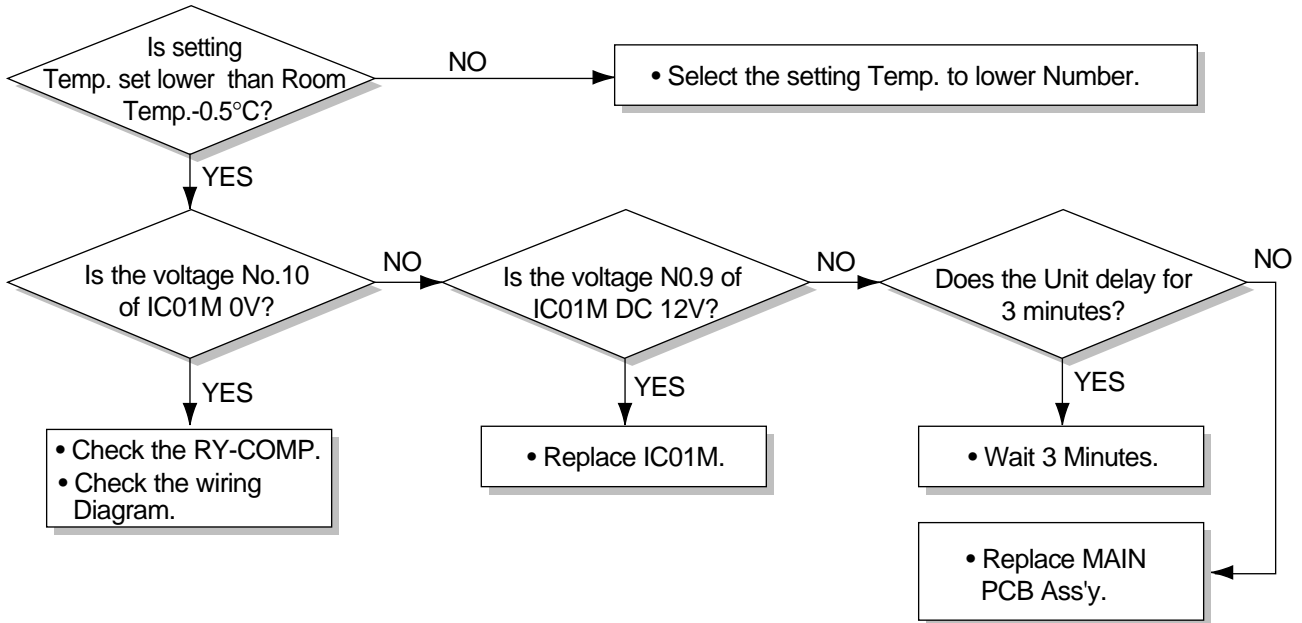 Is setting
Temp. set lower than Room
Temp.-0.5°C?
NO
• Select the setting Temp. to lower Number.
YES
Is the voltage No.10
of IC01M 0V?
NO
Is the voltage N0.9 of
IC01M DC 12V?
NO
Does the Unit delay for
3 minutes?
NO
YES
• Check the RY-COMP.
• Check the wiring
Diagram.
YES
• Replace IC01M.
YES
• Wait 3 Minutes.
• Replace MAIN
PCB Ass'y.